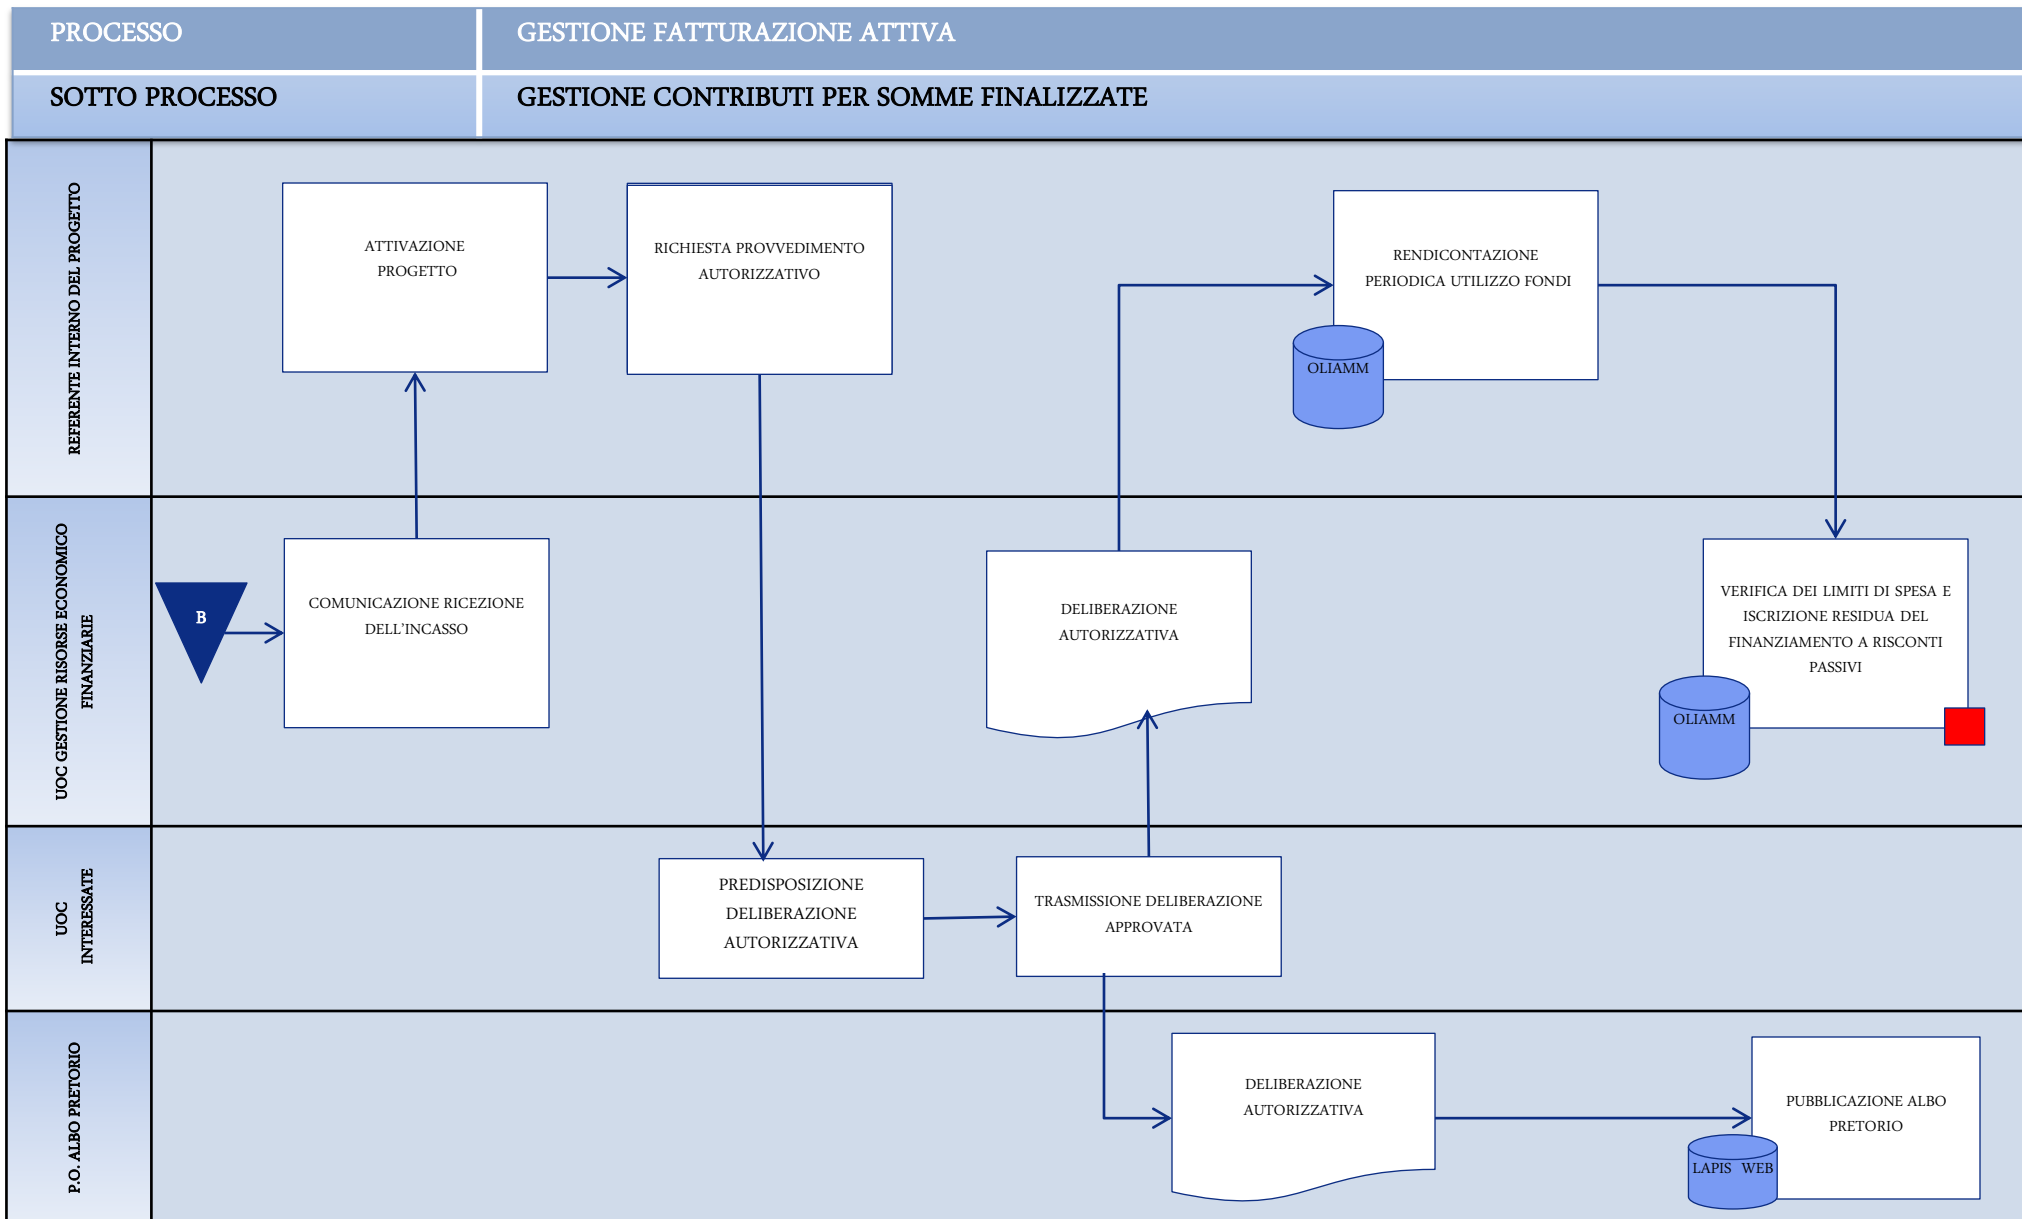 PROCESSO
GESTIONE FATTURAZIONE ATTIVA
SOTTO PROCESSO
GESTIONE CONTRIBUTI PER SOMME FINALIZZATE
REFERENTE INTERNO DEL PROGETTO
ATTIVAZIONE
PROGETTO
RICHIESTA PROVVEDIMENTO
AUTORIZZATIVO
RENDICONTAZIONE
PERIODICA UTILIZZO FONDI
OLIAMM
UOC GESTIONE RISORSE ECONOMICO
FINANZIARIE
B
COMUNICAZIONE RICEZIONE
DELL'INCASSO
DELIBERAZIONE
AUTORIZZATIVA
VERIFICA DEI LIMITI DI SPESA E
ISCRIZIONE RESIDUA DEL
FINANZIAMENTO A RISCONTI
PASSIVI
OLIAMM
UOC
INTERESSATE
PREDISPOSIZIONE
DELIBERAZIONE
AUTORIZZATIVA
TRASMISSIONE DELIBERAZIONE
APPROVATA
P.O. ALBO PRETORIO
DELIBERAZIONE
AUTORIZZATIVA
PUBBLICAZIONE ALBO
PRETORIO
LAPIS WEB